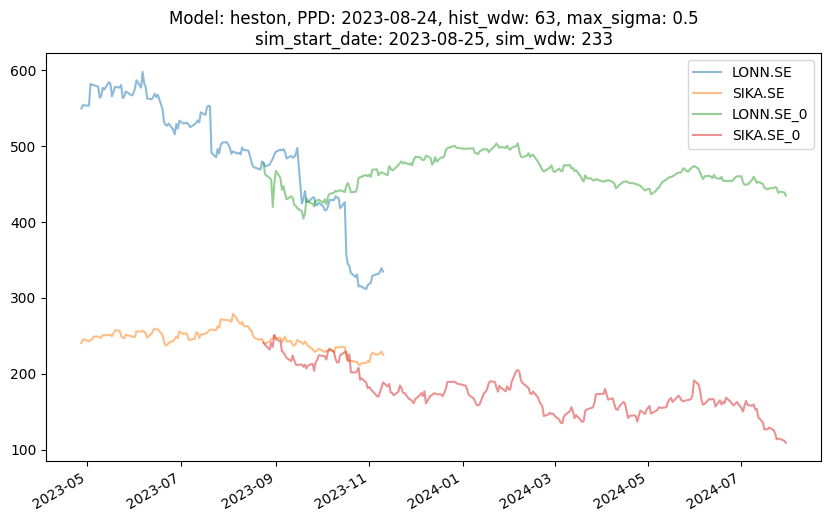 Model: heston, PPD: 2023-08-24, hist_wdw: 63, max_sigma: 0.5
sim_start_date: 2023-08-25, sim_wdw: 233
LONN.SE
SIKA.SE
LONN.SE_0
SIKA.SE_0
600
500
400
300
200
100
2023-05
2023-07
2023-09
2023-11
2024-01
2024-03
2024-05
2024-07